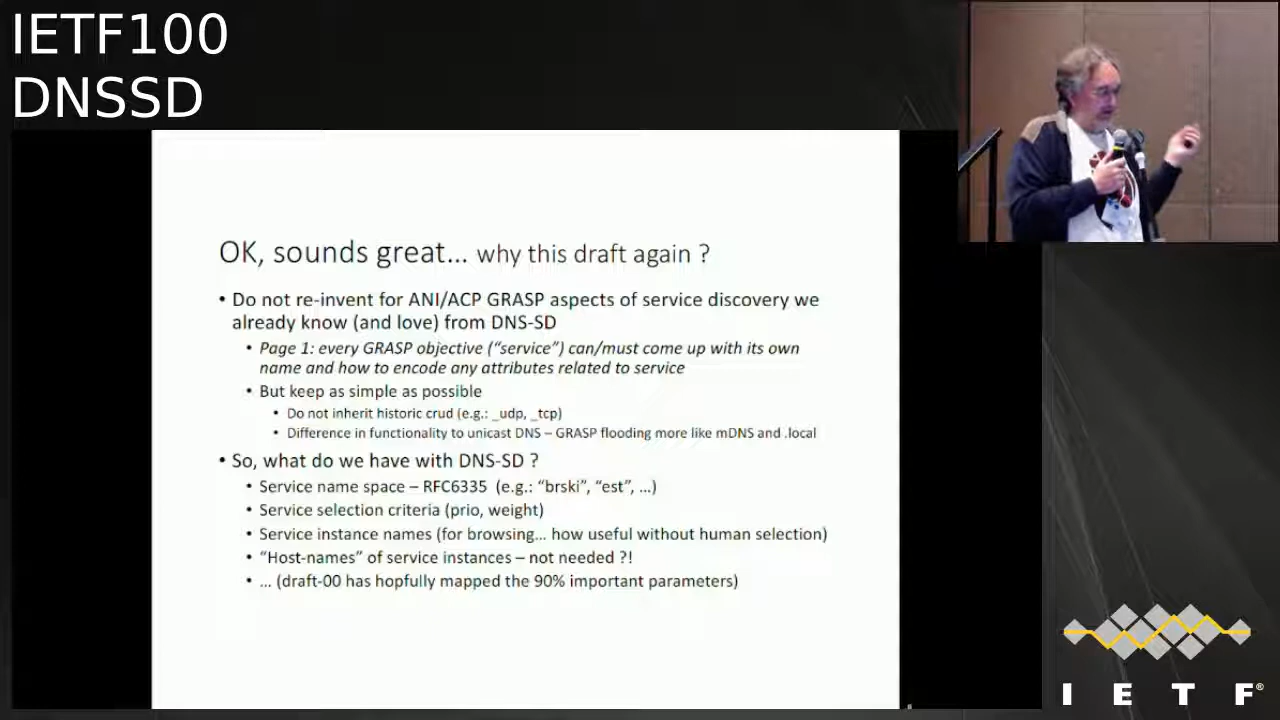 IETF100
DNSSD
OK, sounds great... why this draft again ?
• Do not re-invent for ANI/ACP GRASP aspects of service discovery we
already know (and love) from DNS-SD
• Page 1: every GRASP objective (“service”) can/must come up with its own
name and how to encode any attributes related to service
• But keep as simple as possible
• Do not inherit historic crud (e.g.: _udp, _tcp)
• Difference in functionality to unicast DNS – GRASP flooding more like mDNS and .local
• So, what do we have with DNS-SD ?
• Service name space – RFC6335 (e.g.: “brski”, “est”, ...)
• Service selection criteria (prio, weight)
• Service instance names (for browsing... how useful without human selection)
• “Host-names” of service instances – not needed ?!
• ... (draft-00 has hopefully mapped the 90% important parameters)
I E T F®